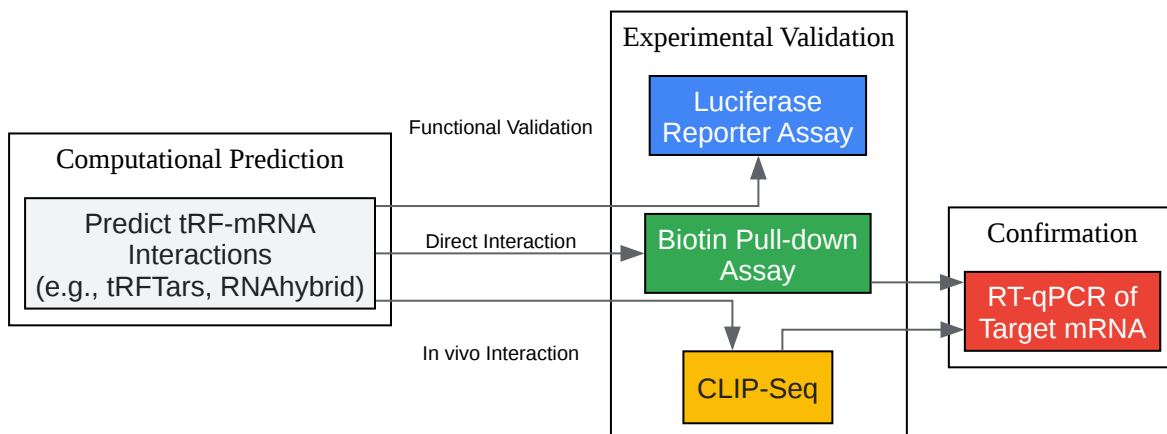 Computational Prediction
Predict tRF-mRNA
Interactions
(e.g., tRFTars, RNAhybrid)
Functional Validation
Direct Interaction
In vivo Interaction
Experimental Validation
Luciferase
Reporter Assay
Biotin Pull-down
Assay
CLIP-Seq
Confirmation
RT-qPCR of
Target mRNA